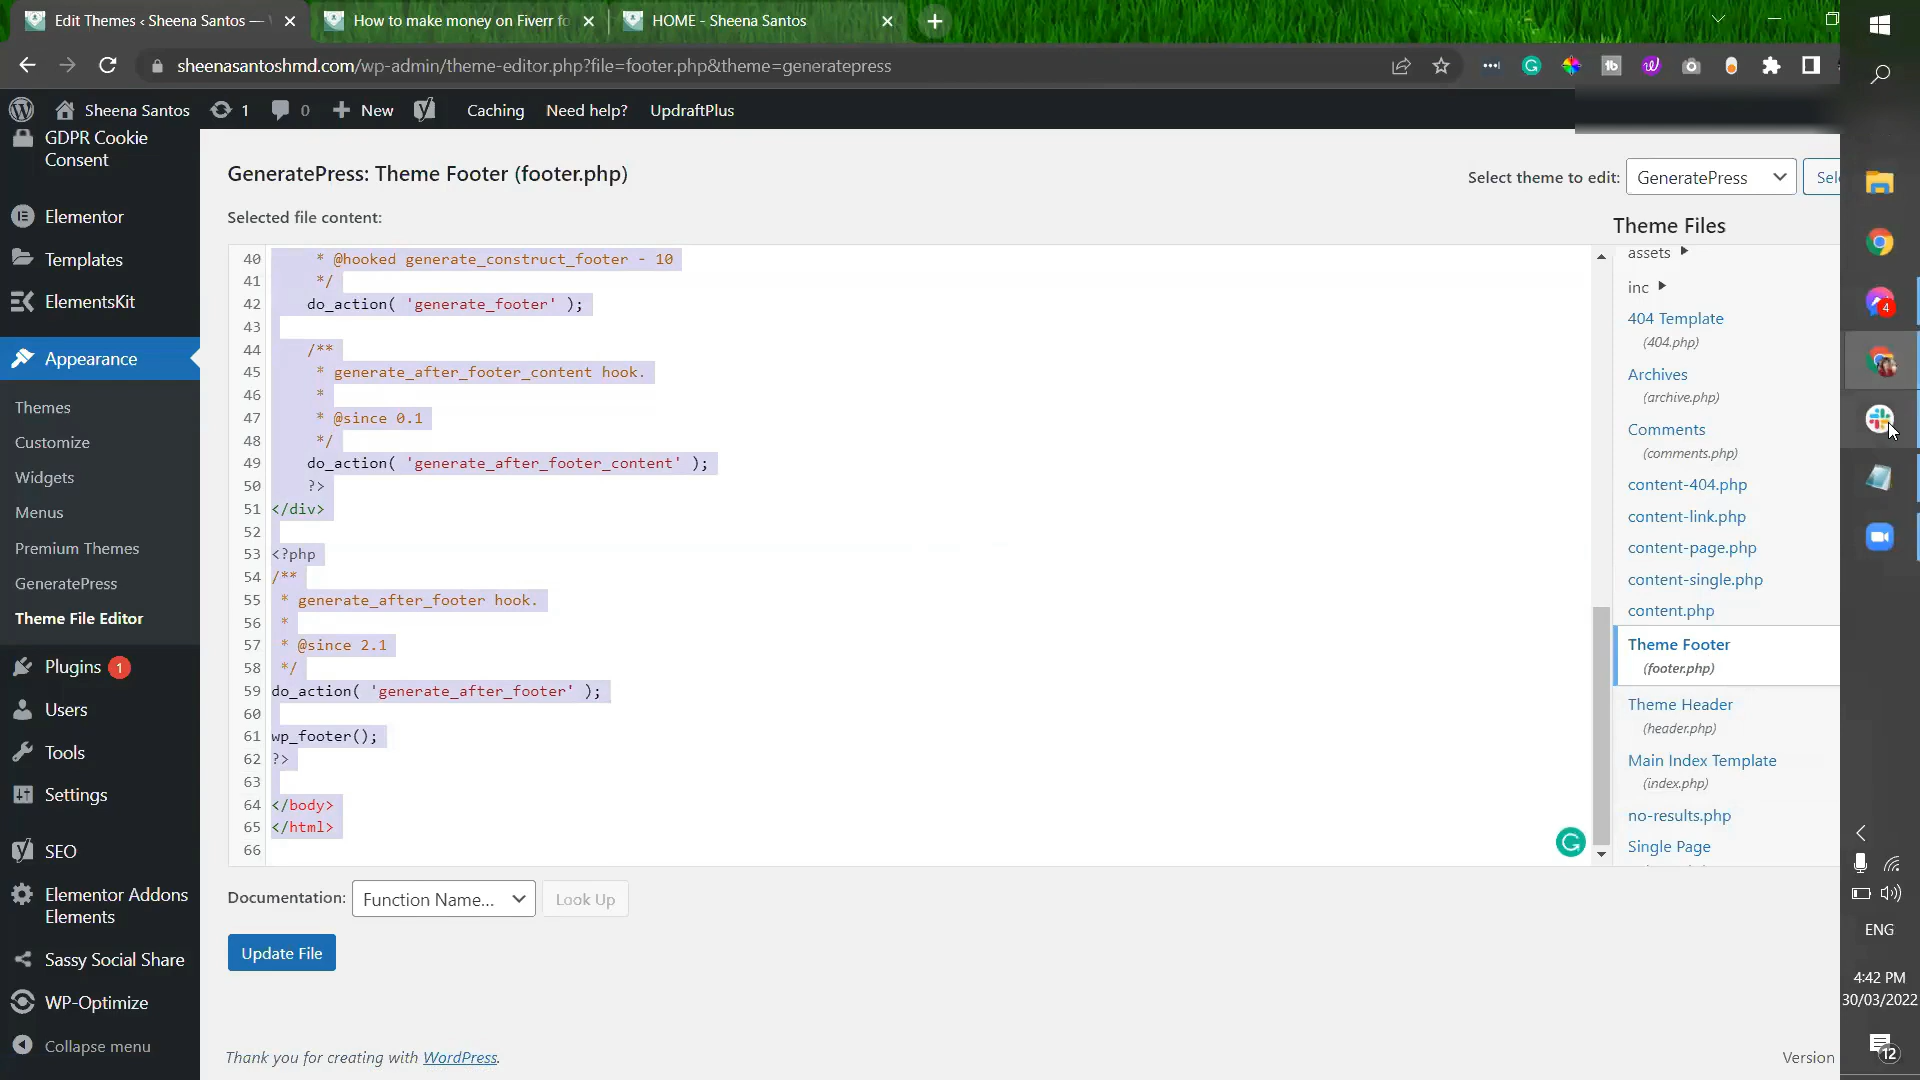 Edit Themes ‹ Sheena Santos —
How to make money on Fiverr fo
HOME - Sheena Santos
sheenasantoshmd.com/wp-admin/theme-editor.php?file=footer.php&theme=generatepress
Sheena Santos
1
0
New
Caching
Need help?
UpdraftPlus
GDPR Cookie
Consent
Elementor
Templates
ElementsKit
Appearance
Themes
Customize
Widgets
Menus
Premium Themes
GeneratePress
Theme File Editor
Plugins 1
Users
Tools
Settings
SEO
Elementor Addons
Elements
Sassy Social Share
WP-Optimize
Collapse menu
GeneratePress: Theme Footer (footer.php)
Select theme to edit: GeneratePress Sel
Selected file content:
40 * @hooked generate_construct_footer - 10
41 */
42 do_action( 'generate_footer' );
43
44 /**
45 * generate_after_footer_content hook.
46 *
47 * @since 0.1
48 */
49 do_action( 'generate_after_footer_content' );
50 ?>
51 </div>
52
53 <?php
54 /**
55 * generate_after_footer hook.
56 *
57 * @since 2.1
58 */
59 do_action( 'generate_after_footer' );
60
61 wp_footer();
62 ?>
63
64 </body>
65 </html>
66
Theme Files
assets
inc
404 Template
(404.php)
Archives
(archive.php)
Comments
(comments.php)
content-404.php
content-link.php
content-page.php
content-single.php
content.php
Theme Footer
(footer.php)
Theme Header
(header.php)
Main Index Template
(index.php)
no-results.php
Single Page
Documentation: Function Name... Look Up
Update File
Thank you for creating with WordPress.
Version
4
ENG
4:42 PM
30/03/2022
12